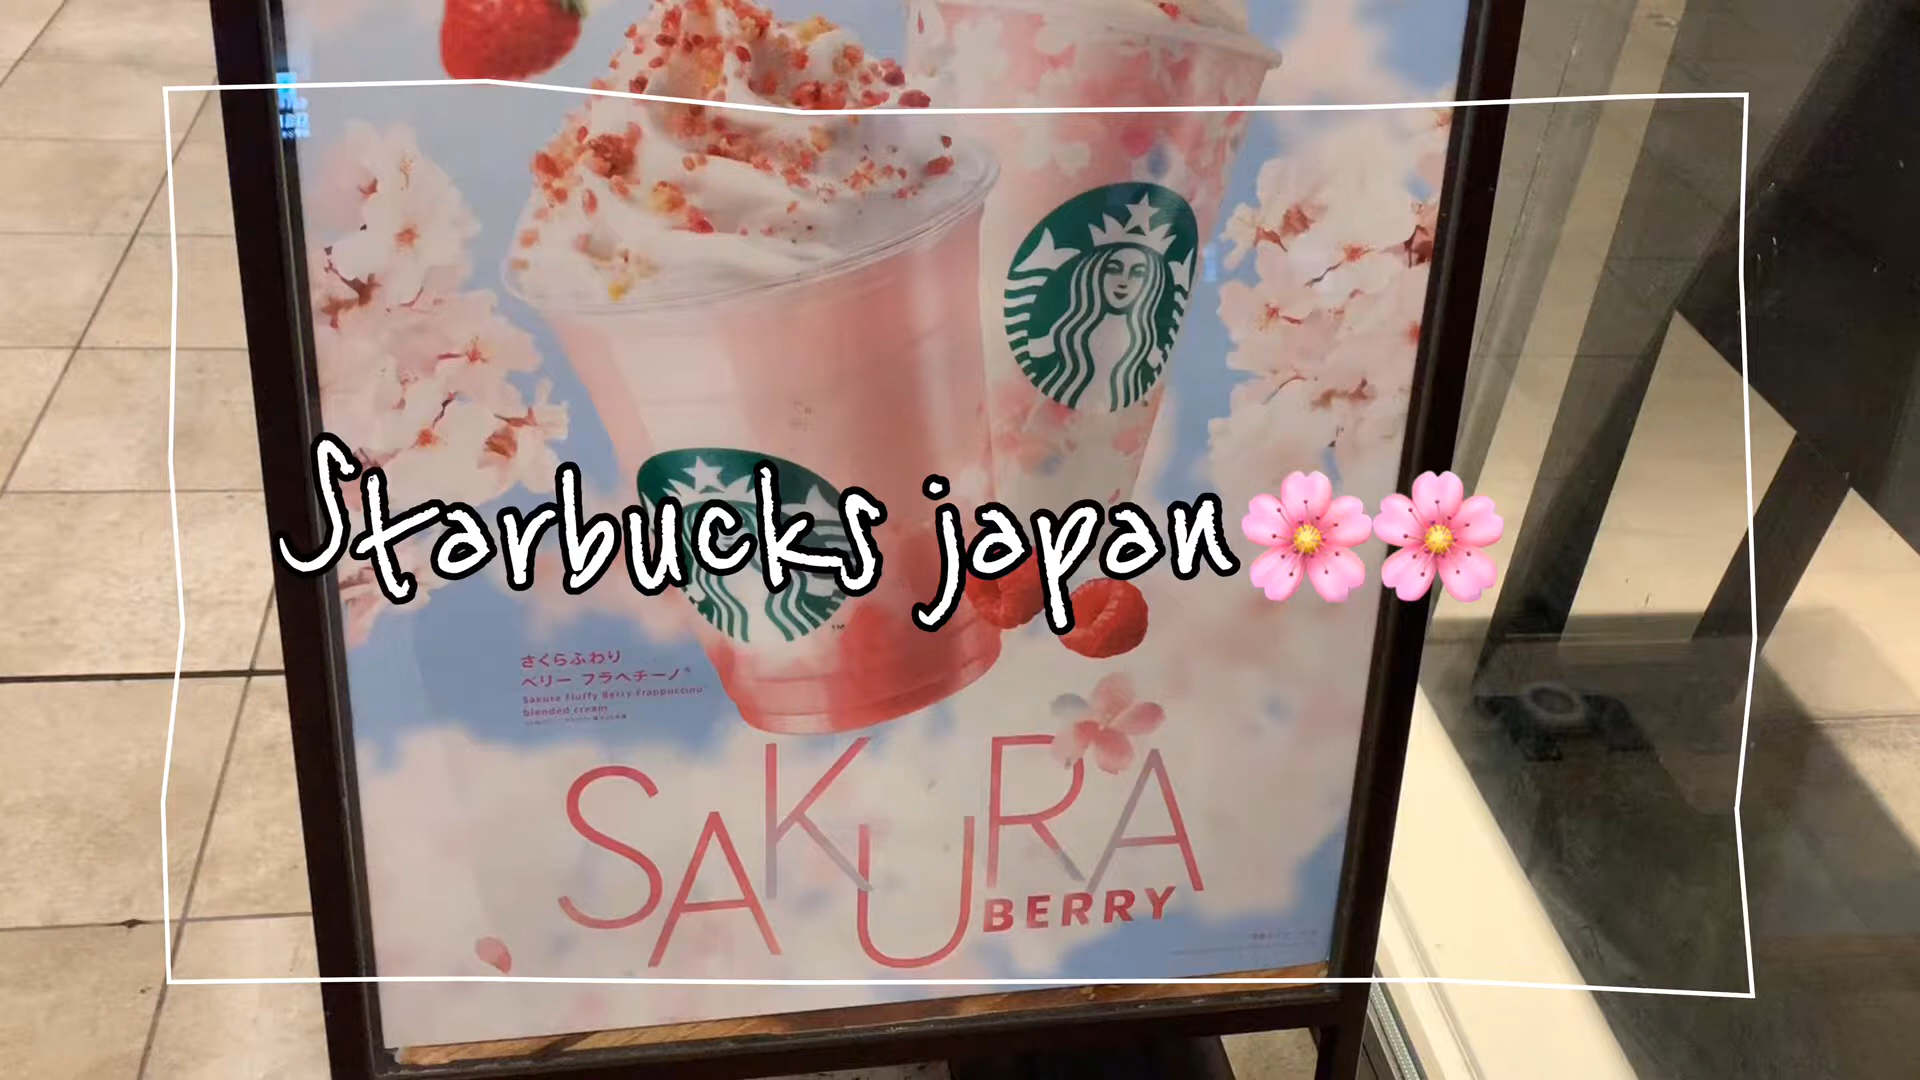 Starbucks japan🌸🌸
さくらふわり
ベリー フラペチーノ®
Sakura Fluffy Berry Frappuccino®
blended cream
SAKURA
BERRY